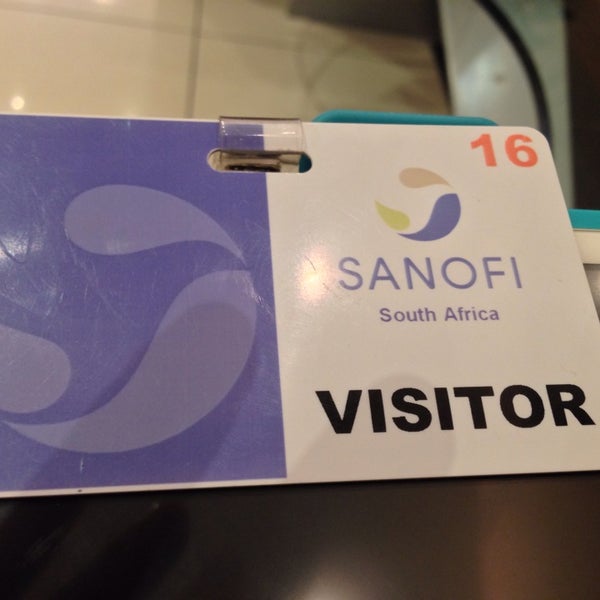 16
SANOFI
South Africa
VISITOR